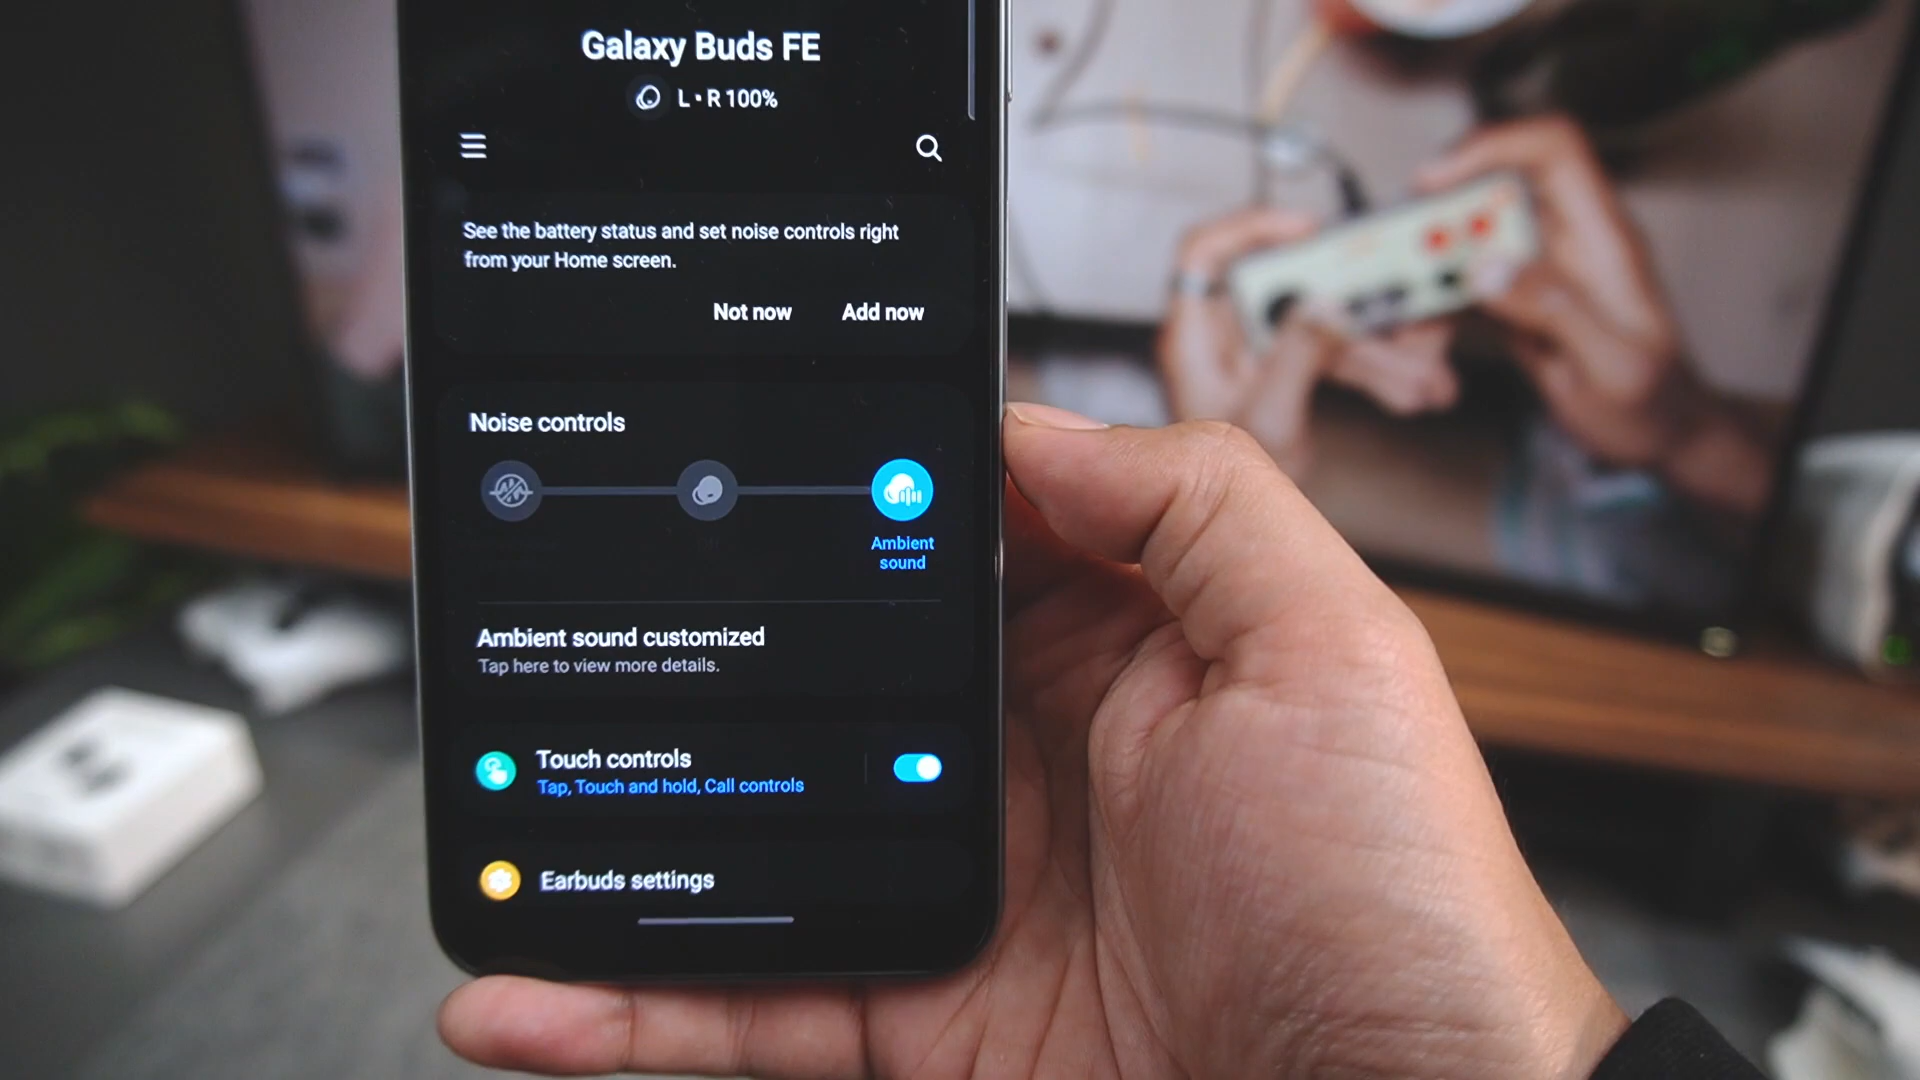 Galaxy Buds FE
L • R 100%
See the battery status and set noise controls right
from your Home screen.
Not now
Add now
Noise controls
Ambient
sound
Ambient sound customized
Tap here to view more details.
Touch controls
Tap, Touch and hold, Call controls
Earbuds settings